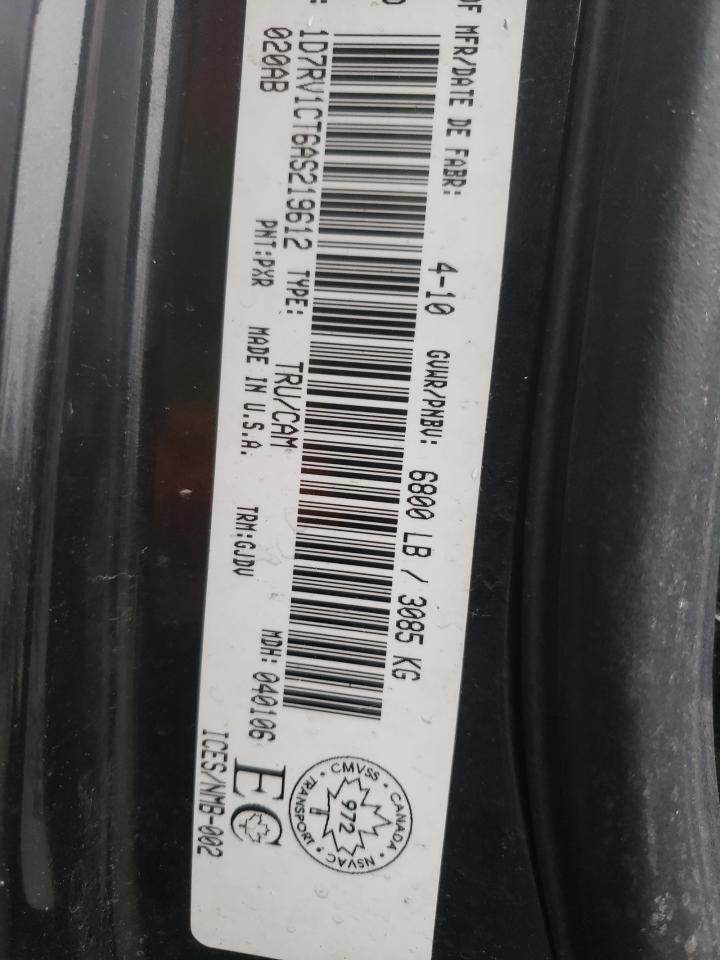 OF MFR/DATE DE FABR: 4-10 GVWR/PNBV: 6800 LB / 3085 KG
1D7RV1CT6AS219612 TYPE: TRU/CAM
020AB PNT:PXR MADE IN U.S.A. TRM:GJDV MDH: 040106
ICES/NMB-002
EC
CMVSS • CANADA • NSVAC • TRANSPORT •
972